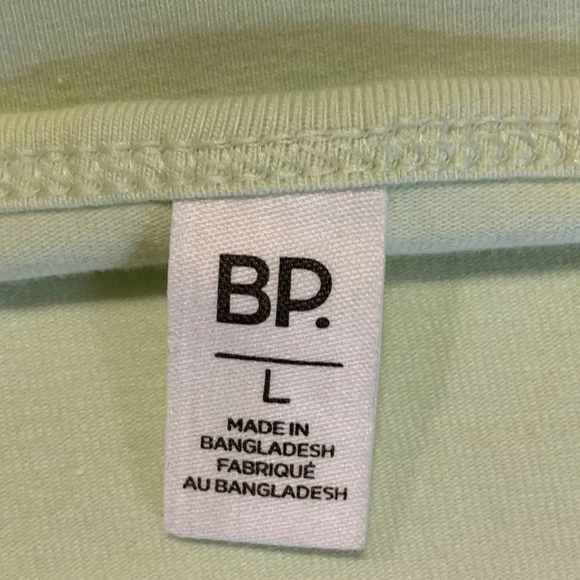 BP.
L
MADE IN
BANGLADESH
FABRIQUÉ
AU BANGLADESH